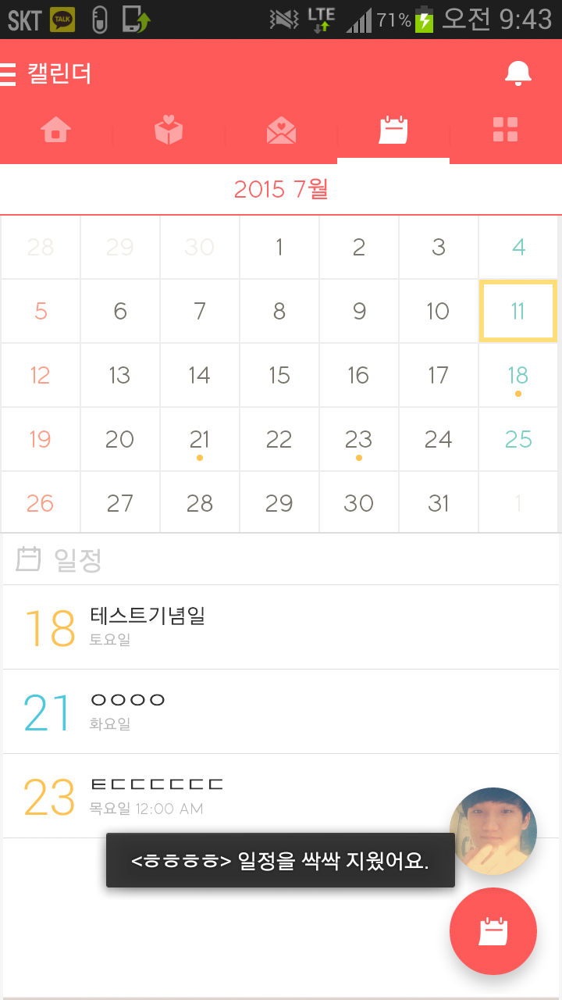 SKT TALK LTE 71% 오전 9:43
캘린더
2015 7월
28 29 30 1 2 3 4
5 6 7 8 9 10 11
12 13 14 15 16 17 18
19 20 21 22 23 24 25
26 27 28 29 30 31 1
일정
18 테스트기념일
토요일
21 ㅇㅇㅇㅇ
화요일
23 ㅌㄷㄷㄷㄷㄷㄷ
목요일 12:00 AM
<ㅎㅎㅎㅎ> 일정을 싹싹 지웠어요.